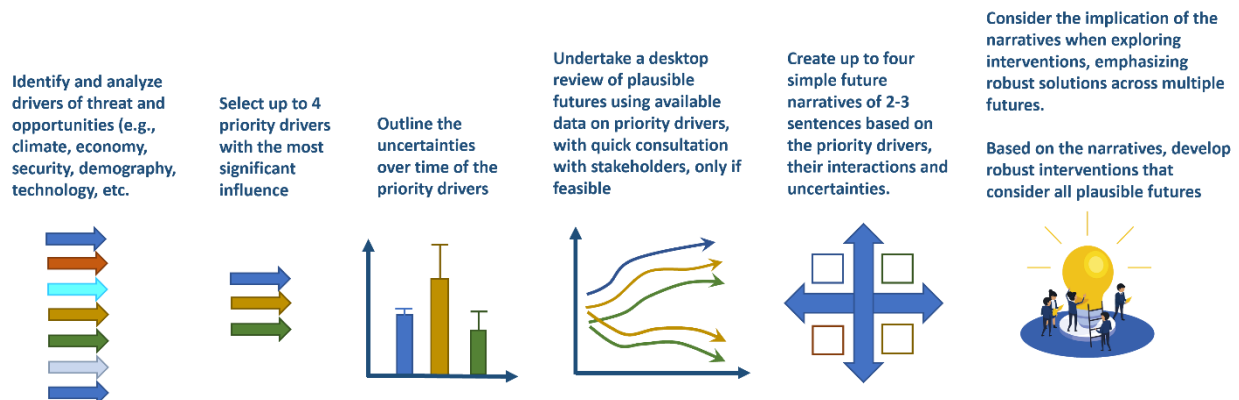 Identify and analyze
drivers of threat and
opportunities (e.g.,
climate, economy,
security, demography,
technology, etc.
Select up to 4
priority drivers
with the most
significant
influence
Outline the
uncertainties
over time of the
priority drivers
Undertake a desktop
review of plausible
futures using available
data on priority drivers,
with quick consultation
with stakeholders, only if
feasible
Create up to four
simple future
narratives of 2-3
sentences based on
the priority drivers,
their interactions and
uncertainties.
Consider the implication of the
narratives when exploring
interventions, emphasizing
robust solutions across multiple
futures.
Based on the narratives, develop
robust interventions that
consider all plausible futures